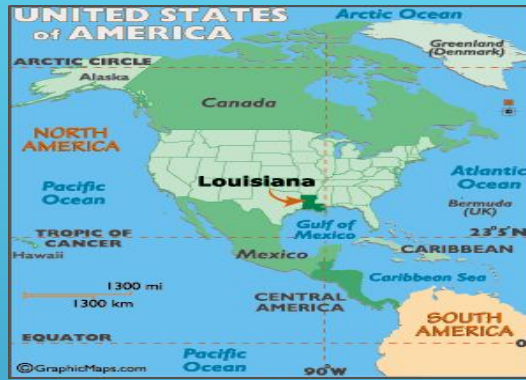 UNITED STATES
of AMERICA
Arctic Ocean
Greenland
(Denmark)
ARCTIC CIRCLE
Alaska
Canada
NORTH
AMERICA
Atlantic
Ocean
Louisiana
Pacific
Ocean
Bermuda
(UK)
Gulf of
Mexico
TROPIC OF
CANCER
23°5'N
Hawaii
Mexico
CARIBBEAN
Caribbean Sea
1300 mi
1300 km
CENTRAL
AMERICA
SOUTH
AMERICA
EQUATOR
Pacific
Ocean
©GraphicMaps.com
90°W